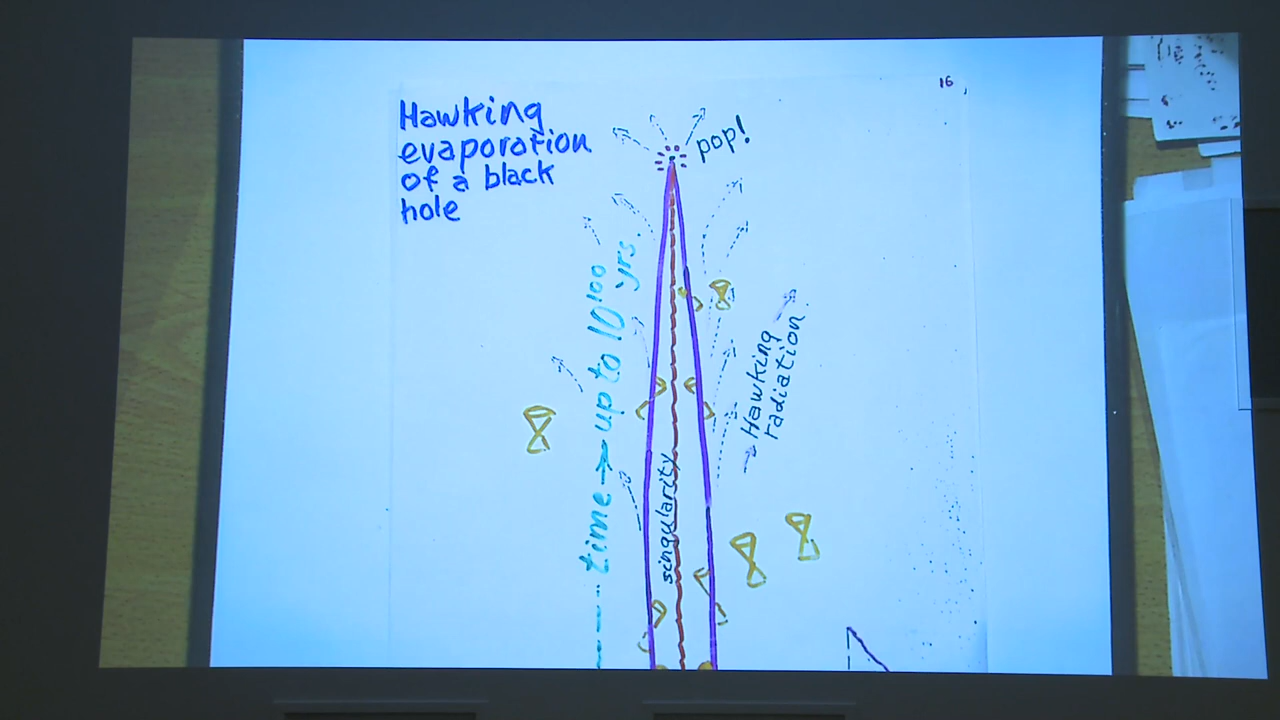 16
Hawking
evaporation
of a black
hole
pop!
time → up to 10¹⁰⁰
yrs.
Hawking
radiation
singularity